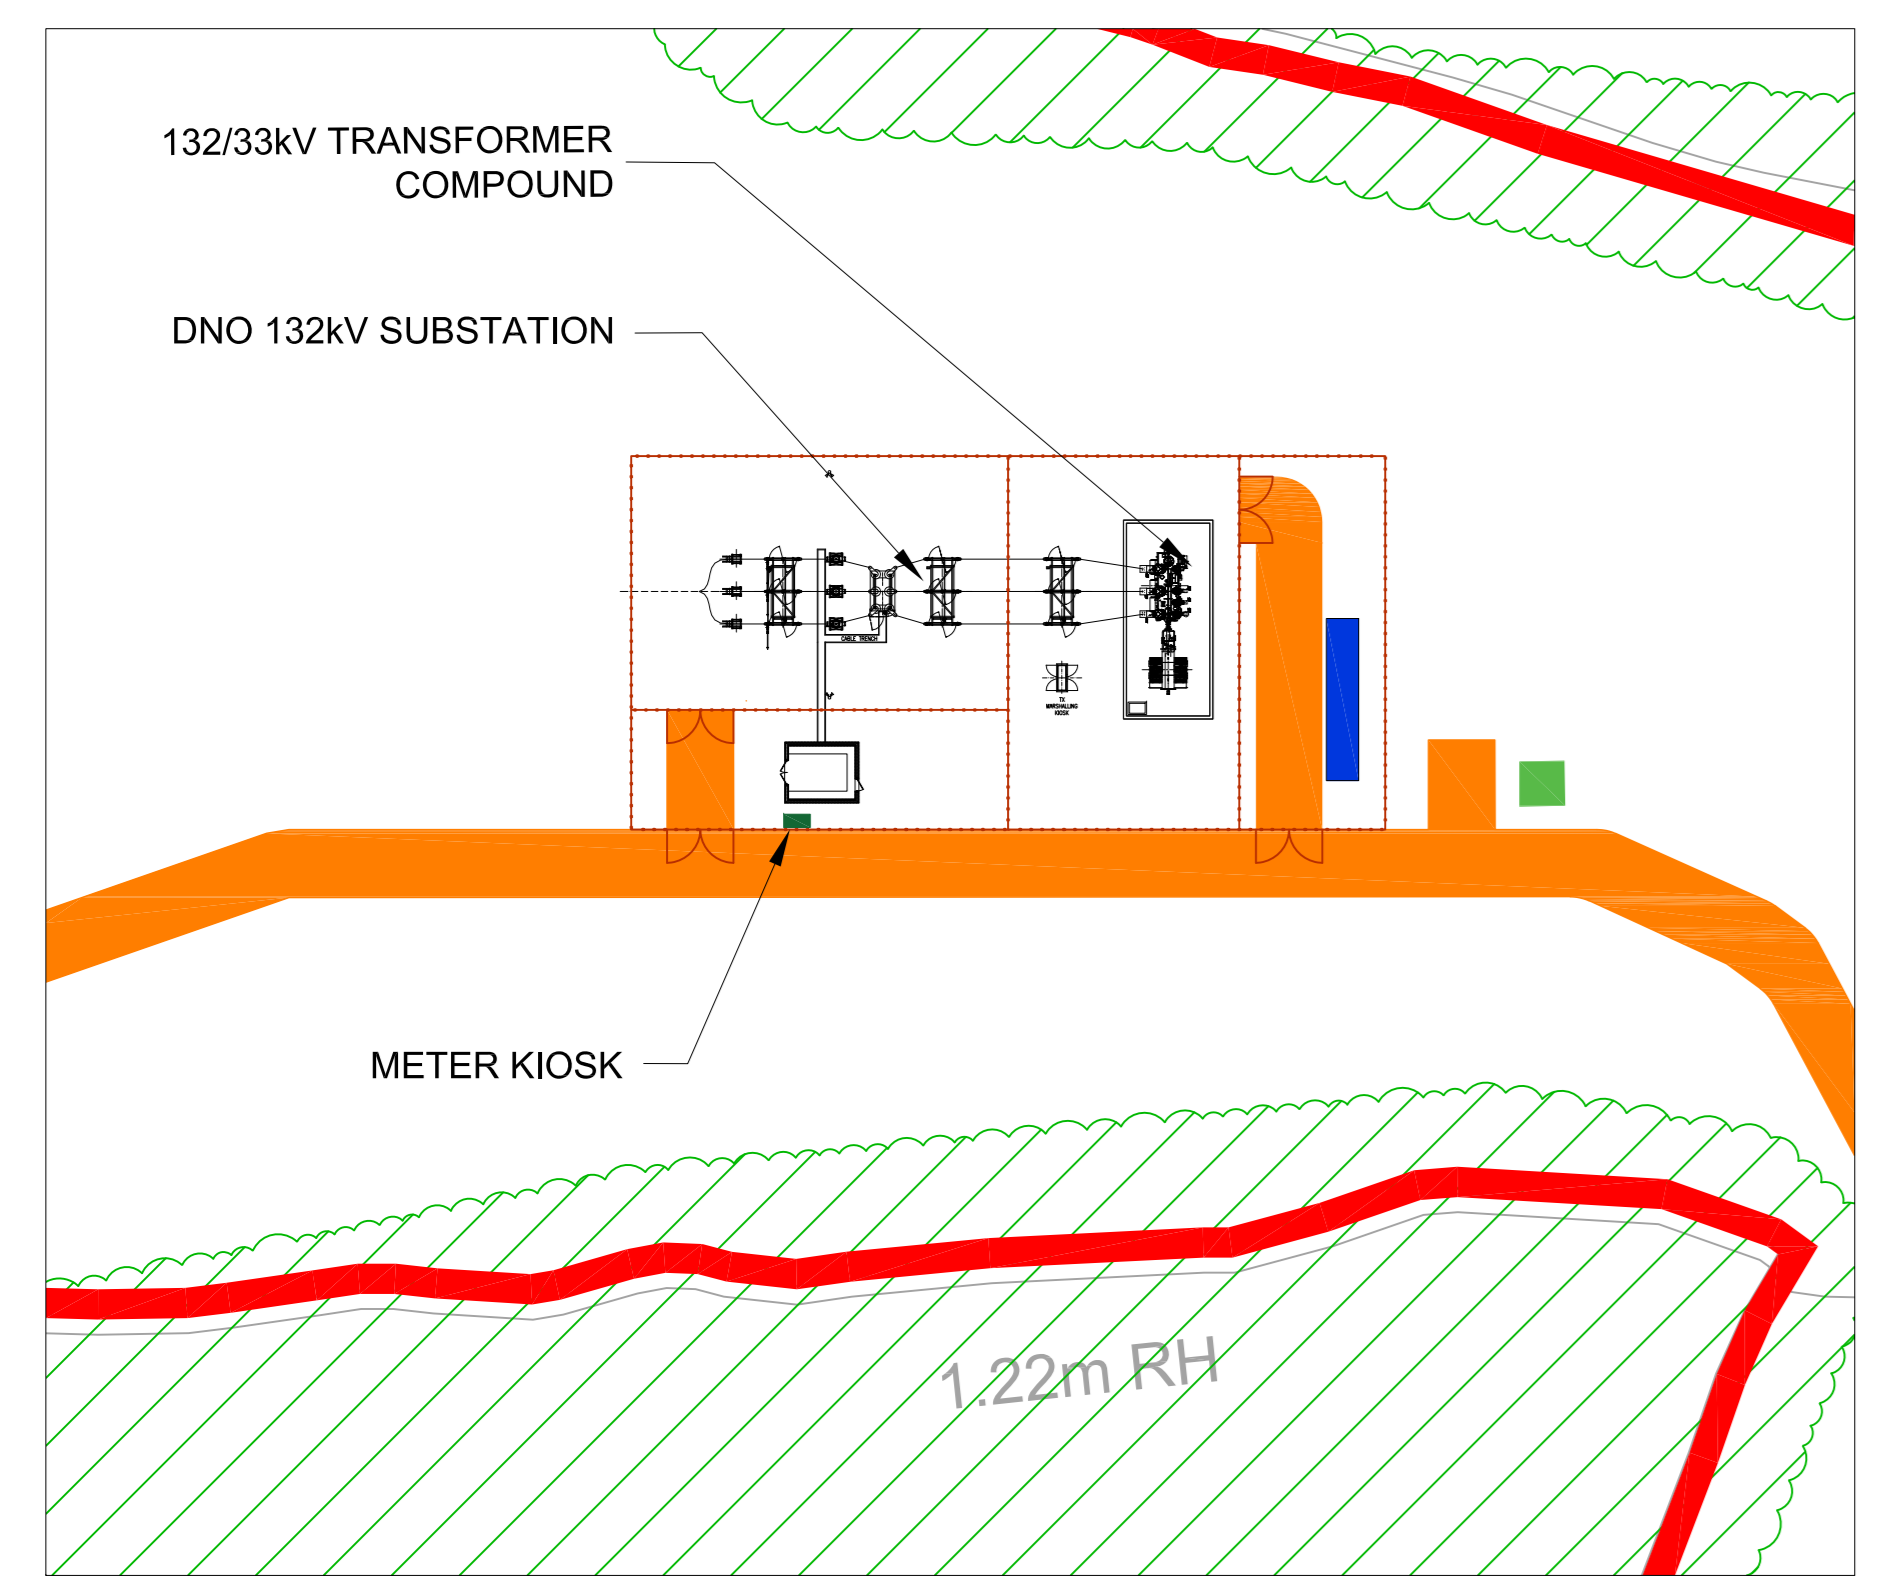 132/33kV TRANSFORMER
COMPOUND
DNO 132kV SUBSTATION
CABLE TRENCH
TX
MARSHALLING
KIOSK
METER KIOSK
1.22m RH